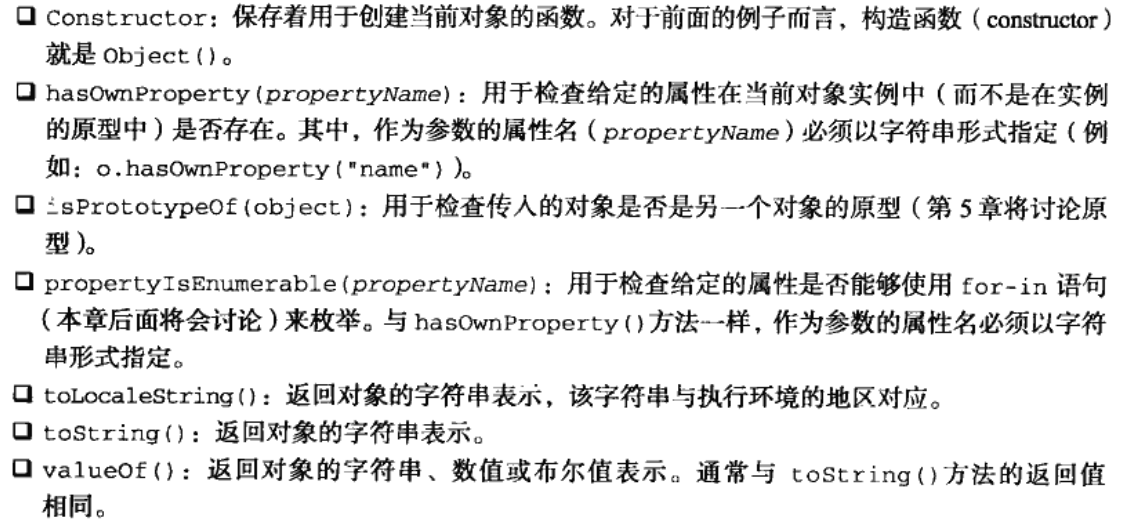 ❑ Constructor：保存着用于创建当前对象的函数。对于前面的例子而言，构造函数（constructor）
就是 Object()。
❑ hasOwnProperty(propertyName)：用于检查给定的属性在当前对象实例中（而不是在实例
的原型中）是否存在。其中，作为参数的属性名（propertyName）必须以字符串形式指定（例
如：o.hasOwnProperty("name")）。
❑ isPrototypeOf(object)：用于检查传入的对象是否是另一个对象的原型（第 5 章将讨论原
型）。
❑ propertyIsEnumerable(propertyName)：用于检查给定的属性是否能够使用 for-in 语句
（本章后面将会讨论）来枚举。与 hasOwnProperty()方法一样，作为参数的属性名必须以字符
串形式指定。
❑ toLocaleString()：返回对象的字符串表示，该字符串与执行环境的地区对应。
❑ toString()：返回对象的字符串表示。
❑ valueOf()：返回对象的字符串、数值或布尔值表示。通常与 toString()方法的返回值
相同。